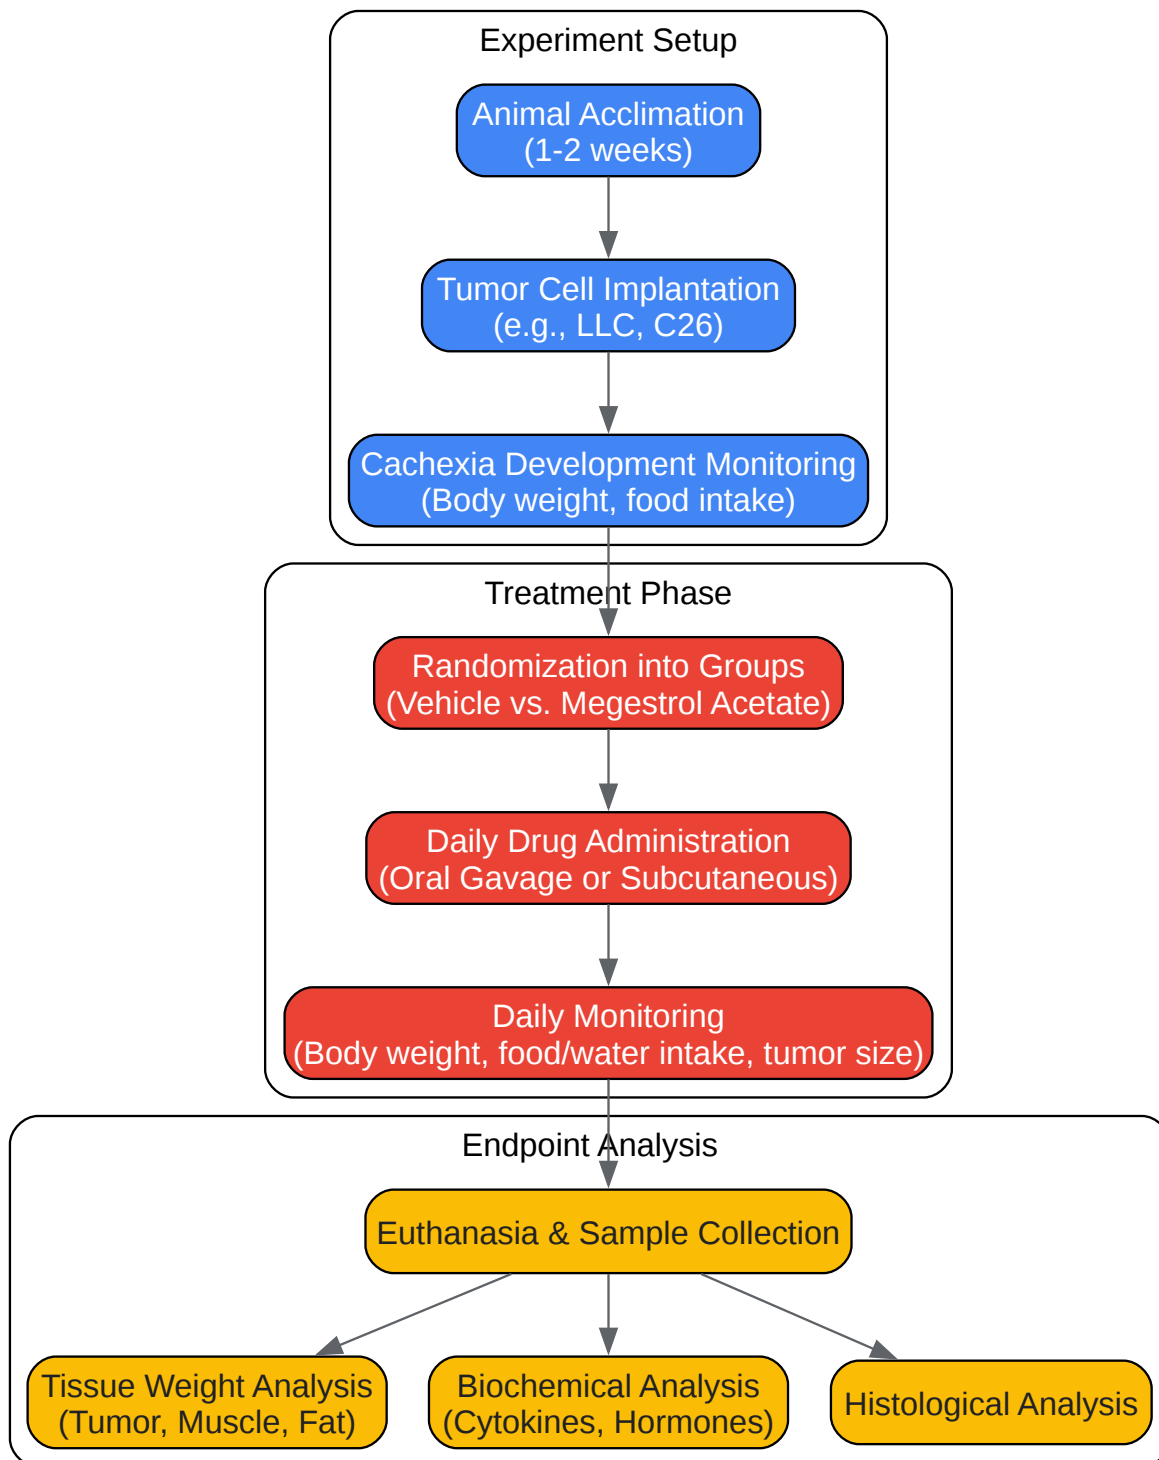 Experiment Setup
Animal Acclimation
(1-2 weeks)
Tumor Cell Implantation
(e.g., LLC, C26)
Cachexia Development Monitoring
(Body weight, food intake)
Treatment Phase
Randomization into Groups
(Vehicle vs. Megestrol Acetate)
Daily Drug Administration
(Oral Gavage or Subcutaneous)
Daily Monitoring
(Body weight, food/water intake, tumor size)
Endpoint Analysis
Euthanasia & Sample Collection
Tissue Weight Analysis
(Tumor, Muscle, Fat)
Biochemical Analysis
(Cytokines, Hormones)
Histological Analysis